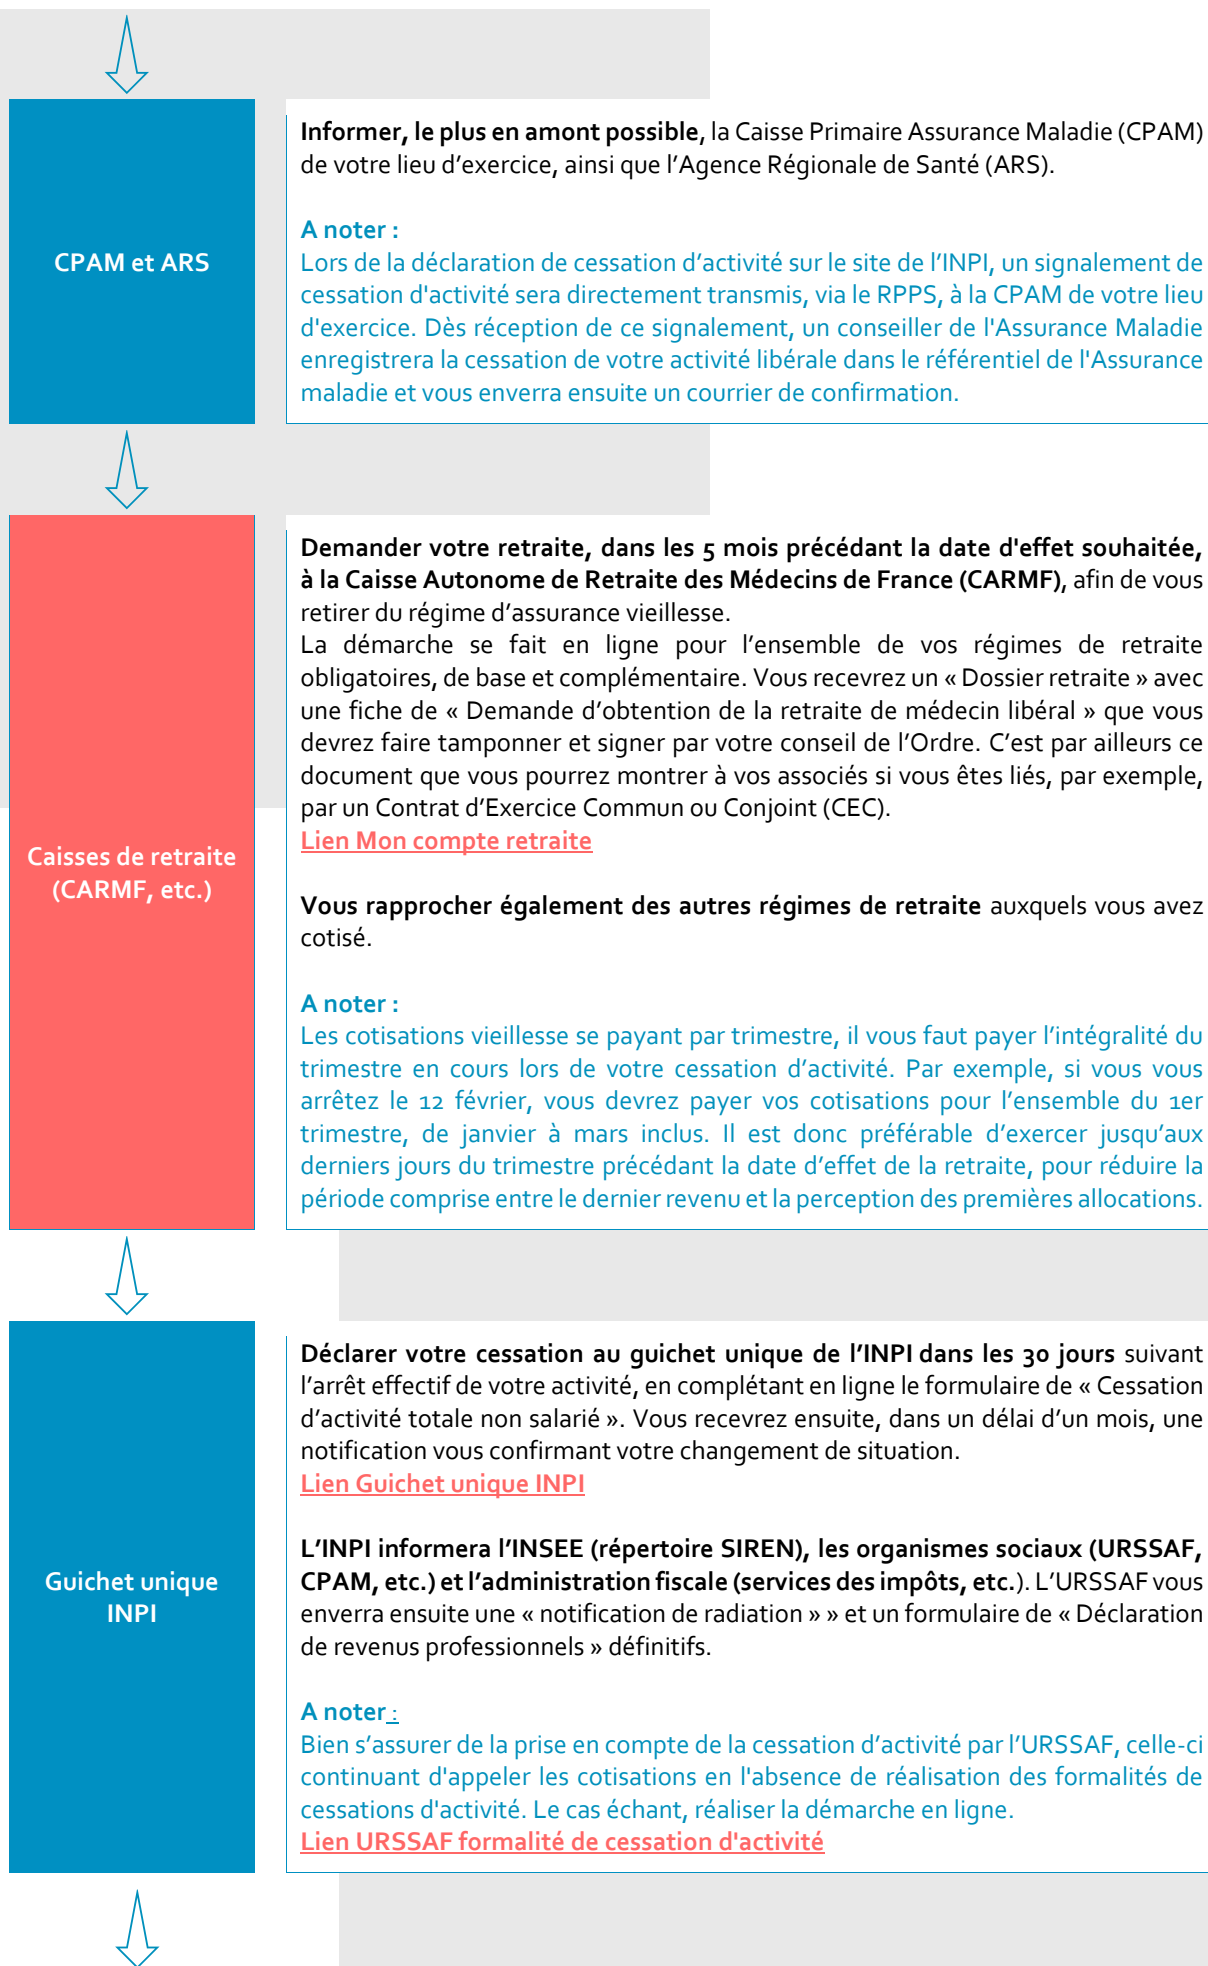 CPAM et ARS
Informer, le plus en amont possible, la Caisse Primaire Assurance Maladie (CPAM)
de votre lieu d’exercice, ainsi que l’Agence Régionale de Santé (ARS).
A noter :
Lors de la déclaration de cessation d’activité sur le site de l’INPI, un signalement de
cessation d'activité sera directement transmis, via le RPPS, à la CPAM de votre lieu
d'exercice. Dès réception de ce signalement, un conseiller de l'Assurance Maladie
enregistrera la cessation de votre activité libérale dans le référentiel de l'Assurance
maladie et vous enverra ensuite un courrier de confirmation.
Caisses de retraite
(CARMF, etc.)
Demander votre retraite, dans les 5 mois précédant la date d'effet souhaitée,
à la Caisse Autonome de Retraite des Médecins de France (CARMF), afin de vous
retirer du régime d’assurance vieillesse.
La démarche se fait en ligne pour l’ensemble de vos régimes de retraite
obligatoires, de base et complémentaire. Vous recevrez un « Dossier retraite » avec
une fiche de « Demande d’obtention de la retraite de médecin libéral » que vous
devrez faire tamponner et signer par votre conseil de l’Ordre. C’est par ailleurs ce
document que vous pourrez montrer à vos associés si vous êtes liés, par exemple,
par un Contrat d’Exercice Commun ou Conjoint (CEC).
Lien Mon compte retraite
Vous rapprocher également des autres régimes de retraite auxquels vous avez
cotisé.
A noter :
Les cotisations vieillesse se payant par trimestre, il vous faut payer l’intégralité du
trimestre en cours lors de votre cessation d’activité. Par exemple, si vous vous
arrêtez le 12 février, vous devrez payer vos cotisations pour l’ensemble du 1er
trimestre, de janvier à mars inclus. Il est donc préférable d’exercer jusqu’aux
derniers jours du trimestre précédant la date d’effet de la retraite, pour réduire la
période comprise entre le dernier revenu et la perception des premières allocations.
Guichet unique
INPI
Déclarer votre cessation au guichet unique de l’INPI dans les 30 jours suivant
l’arrêt effectif de votre activité, en complétant en ligne le formulaire de « Cessation
d’activité totale non salarié ». Vous recevrez ensuite, dans un délai d’un mois, une
notification vous confirmant votre changement de situation.
Lien Guichet unique INPI
L’INPI informera l’INSEE (répertoire SIREN), les organismes sociaux (URSSAF,
CPAM, etc.) et l’administration fiscale (services des impôts, etc.). L’URSSAF vous
enverra ensuite une « notification de radiation » » et un formulaire de « Déclaration
de revenus professionnels » définitifs.
A noter :
Bien s’assurer de la prise en compte de la cessation d’activité par l’URSSAF, celle-ci
continuant d'appeler les cotisations en l'absence de réalisation des formalités de
cessations d'activité. Le cas échant, réaliser la démarche en ligne.
Lien URSSAF formalité de cessation d'activité